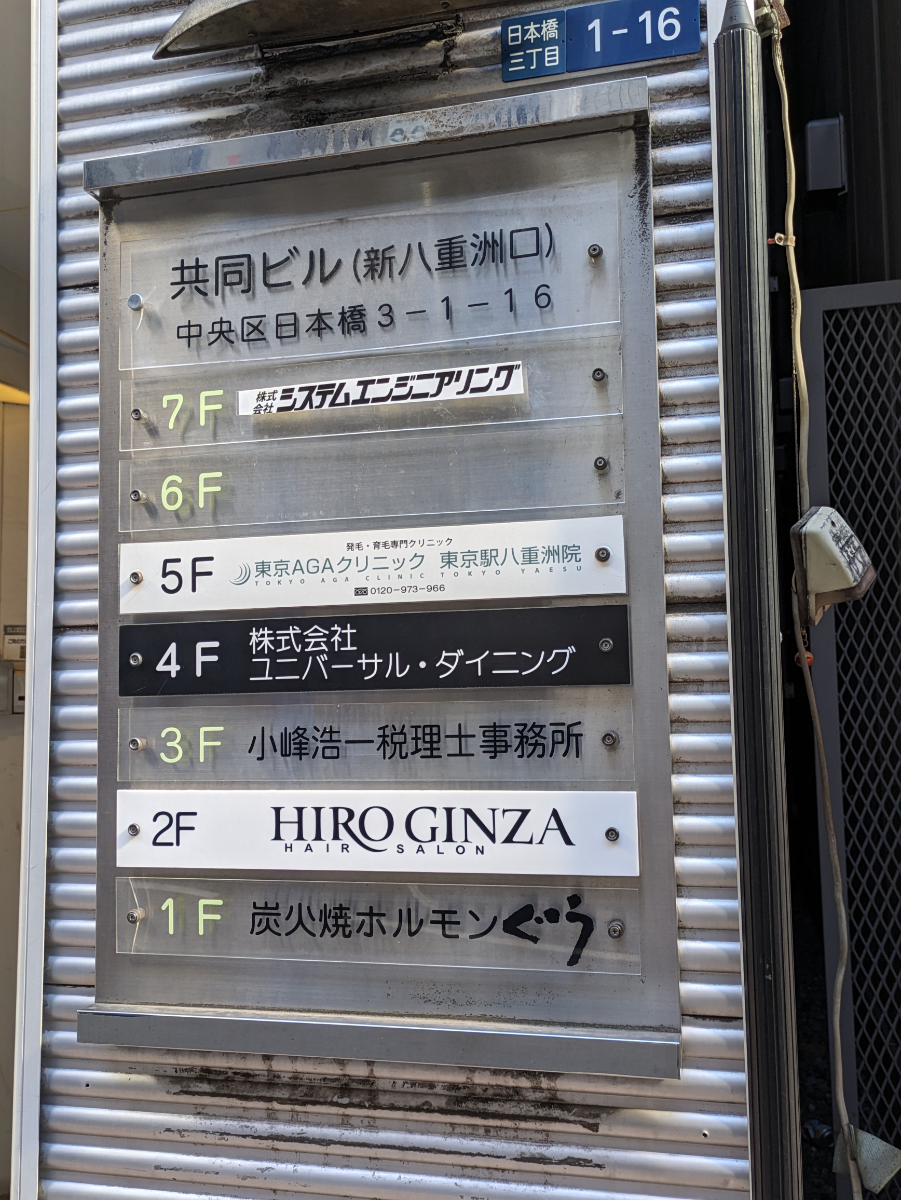 日本橋
三丁目
1-16
共同ビル(新八重洲口)
中央区日本橋3-1-16
7F 株式会社システムエンジニアリング
6F
発毛・育毛専門クリニック
5F 東京AGAクリニック 東京駅八重洲院
TOKYO AGA CLINIC TOKYO YAESU
0120-973-966
株式会社
4F ユニバーサル・ダイニング
3F 小峰浩一税理士事務所
2F HIRO GINZA
HAIR SALON
1F 炭火焼ホルモンぐう